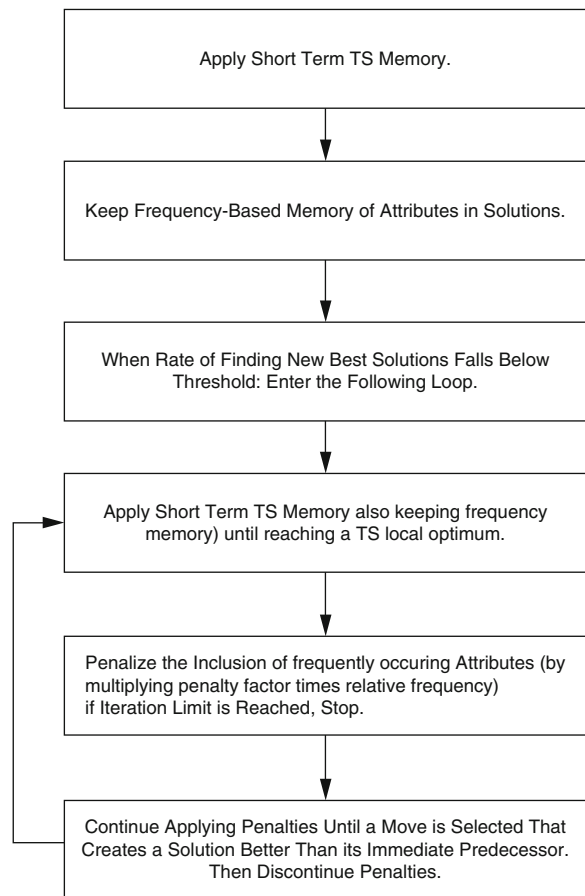 Apply Short Term TS Memory.
Keep Frequency-Based Memory of Attributes in Solutions.
When Rate of Finding New Best Solutions Falls Below
Threshold: Enter the Following Loop.
Apply Short Term TS Memory also keeping frequency
memory) until reaching a TS local optimum.
Penalize the Inclusion of frequently occuring Attributes (by
multiplying penalty factor times relative frequency)
if Iteration Limit is Reached, Stop.
Continue Applying Penalties Until a Move is Selected That
Creates a Solution Better Than its Immediate Predecessor.
Then Discontinue Penalties.